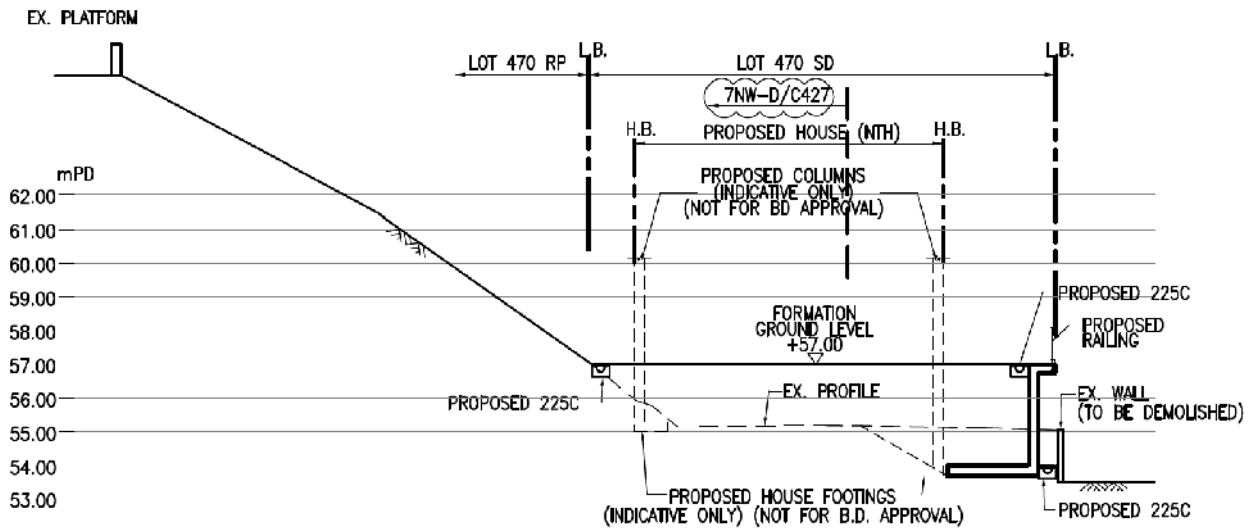 EX. PLATFORM
L.B.
L.B.
LOT 470 RP
LOT 470 SD
7NW-D/C427
H.B.
PROPOSED HOUSE (NTH)
H.B.
mPD
PROPOSED COLUMNS
(INDICATIVE ONLY)
(NOT FOR BD APPROVAL)
62.00
61.00
60.00
59.00
58.00
57.00
56.00
55.00
54.00
53.00
PROPOSED 225C
FORMATION
GROUND LEVEL
+57.00
PROPOSED
RAILING
PROPOSED 225C
EX. PROFILE
EX. WALL
(TO BE DEMOLISHED)
PROPOSED HOUSE FOOTINGS
(INDICATIVE ONLY) (NOT FOR B.D. APPROVAL)
PROPOSED 225C